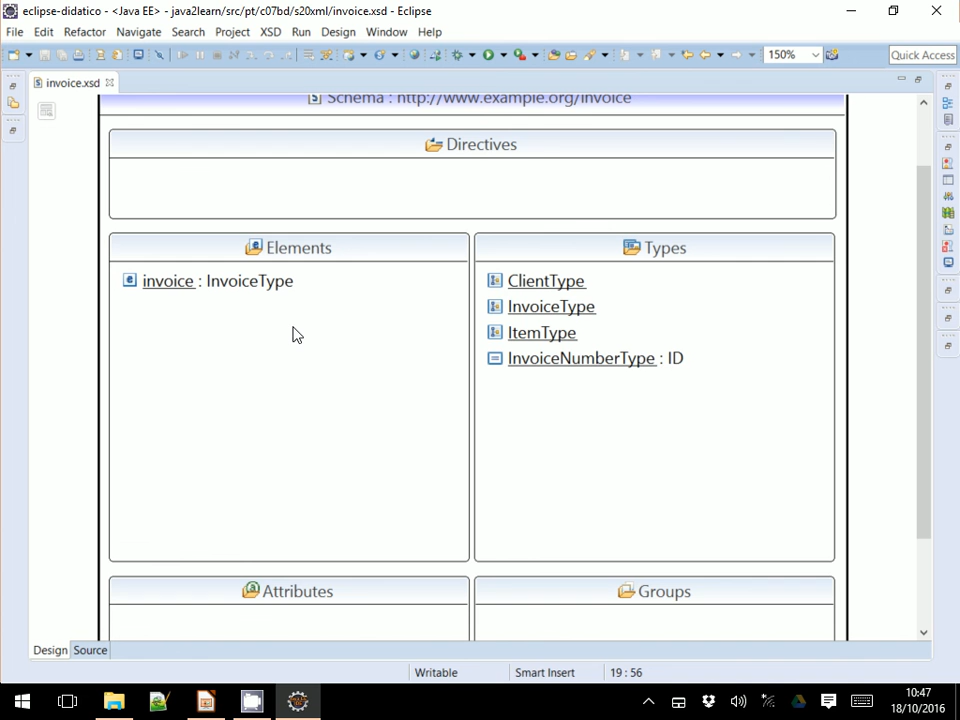 eclipse-didatico - <Java EE> - java2learn/src/pt/c07bd/s20xml/invoice.xsd - Eclipse
File Edit Refactor Navigate Search Project XSD Run Design Window Help
150% Quick Access
invoice.xsd
Schema : http://www.example.org/invoice
Directives
Elements
invoice : InvoiceType
Types
ClientType
InvoiceType
ItemType
InvoiceNumberType : ID
Attributes
Groups
Design Source
Writable Smart Insert 19 : 56
10:47
18/10/2016